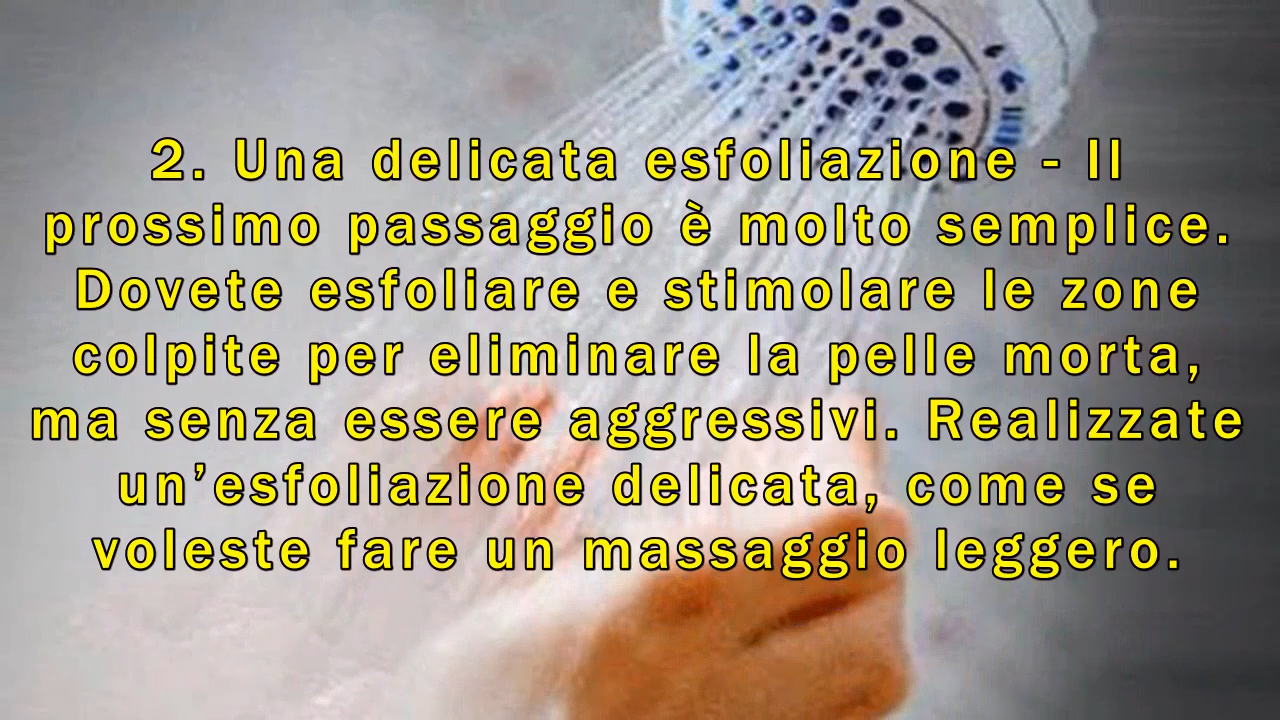 2. Una delicata esfoliazione - Il
prossimo passaggio è molto semplice.
Dovete esfoliare e stimolare le zone
colpite per eliminare la pelle morta,
ma senza essere aggressivi. Realizzate
un’esfoliazione delicata, come se
voleste fare un massaggio leggero.